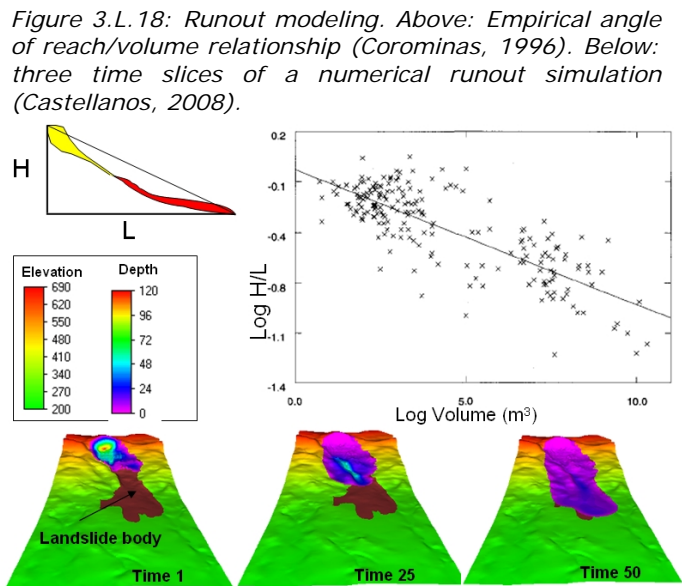 Figure 3.L.18: Runout modeling. Above: Empirical angle
of reach/volume relationship (Corominas, 1996). Below:
three time slices of a numerical runout simulation
(Castellanos, 2008).
H
L
Elevation
690
620
550
480
410
340
270
200
Depth
120
96
72
48
24
0
Log H/L
0.2
-0.1
-0.4
-0.8
-1.1
-1.4
0.0
5.0
10.0
Log Volume (m³)
Landslide body
Time 1
Time 25
Time 50